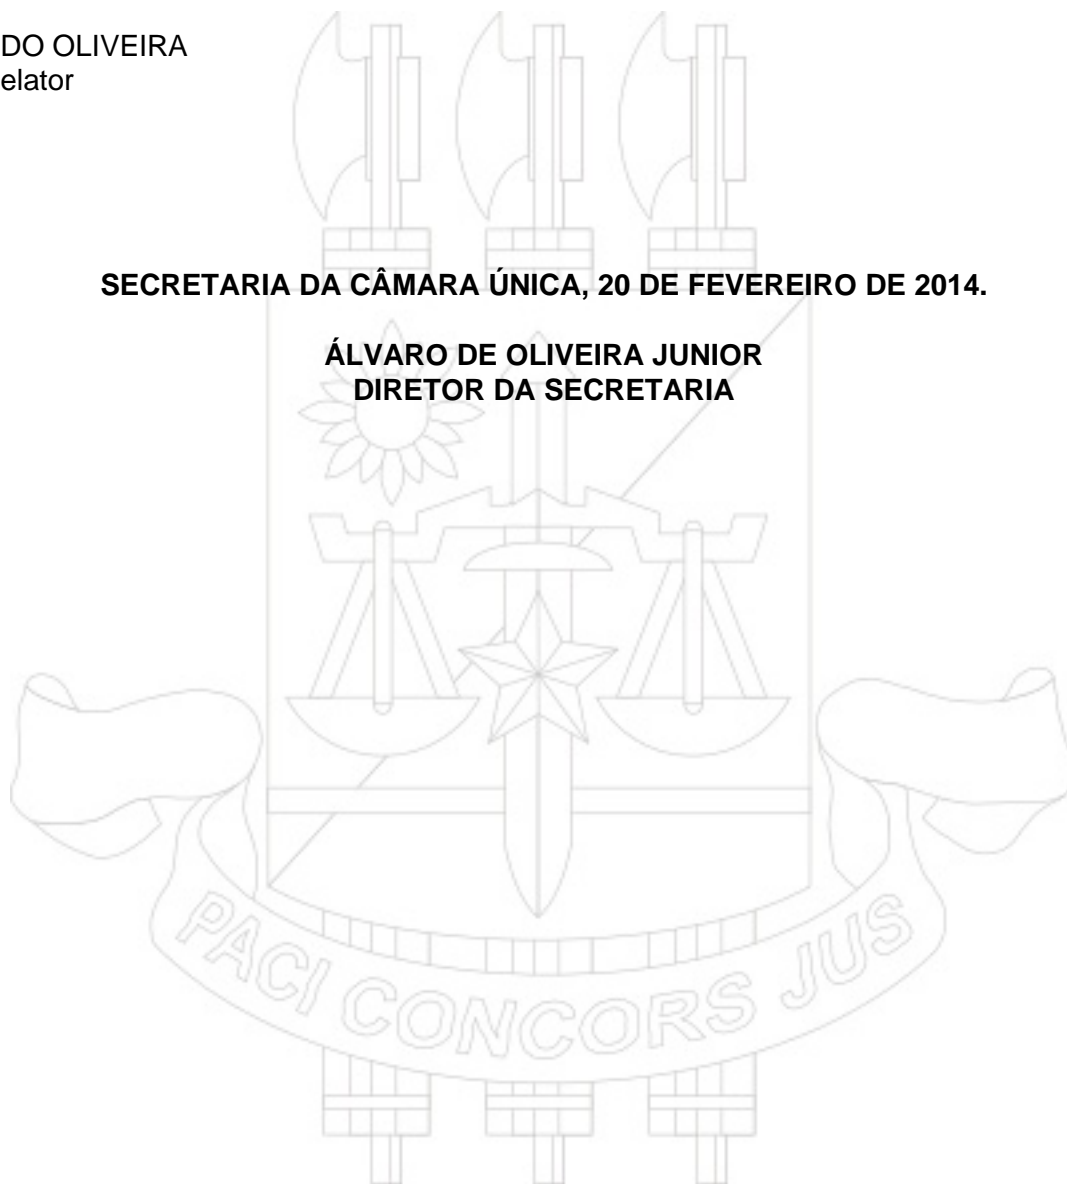 DO OLIVEIRA
elator
SECRETARIA DA CÂMARA ÚNICA, 20 DE FEVEREIRO DE 2014.
ÁLVARO DE OLIVEIRA JUNIOR
DIRETOR DA SECRETARIA
PACI CONCORS JUS